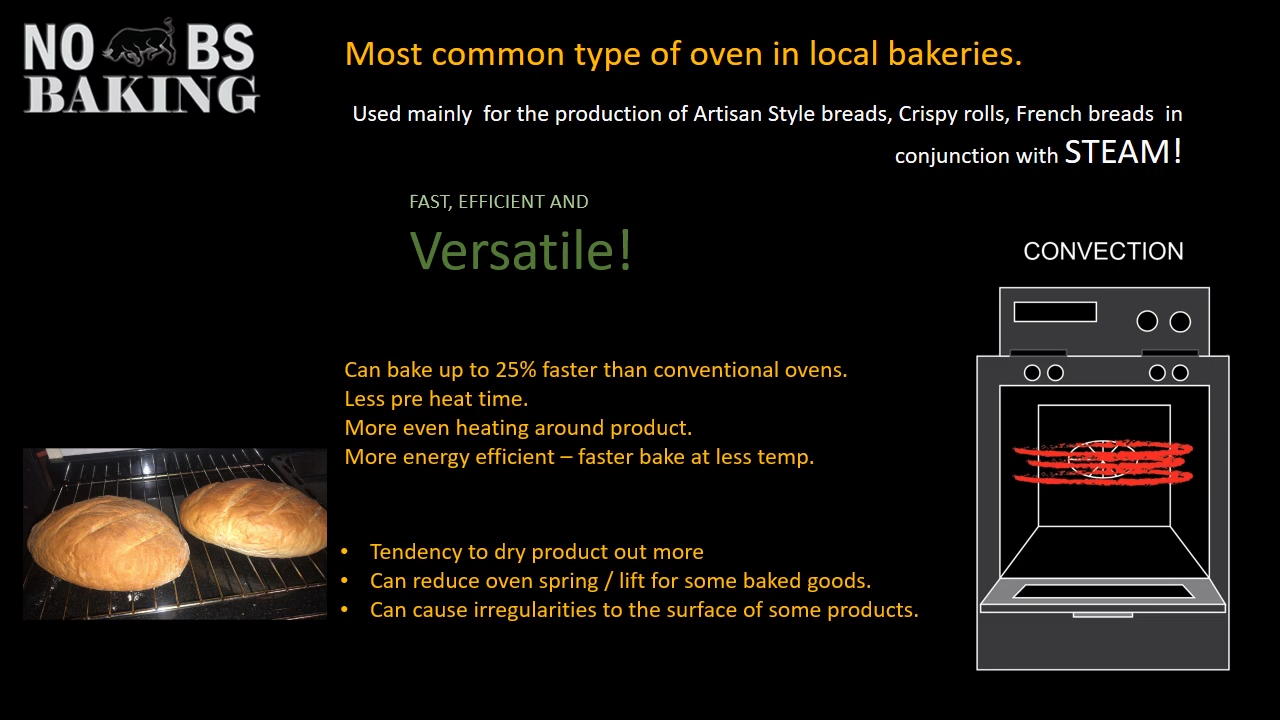 NO BS
BAKING
Most common type of oven in local bakeries.
Used mainly  for the production of Artisan Style breads, Crispy rolls, French breads  in
conjunction with STEAM!
FAST, EFFICIENT AND
Versatile!
CONVECTION
Can bake up to 25% faster than conventional ovens.
Less pre heat time.
More even heating around product.
More energy efficient – faster bake at less temp.
• Tendency to dry product out more
• Can reduce oven spring / lift for some baked goods.
• Can cause irregularities to the surface of some products.